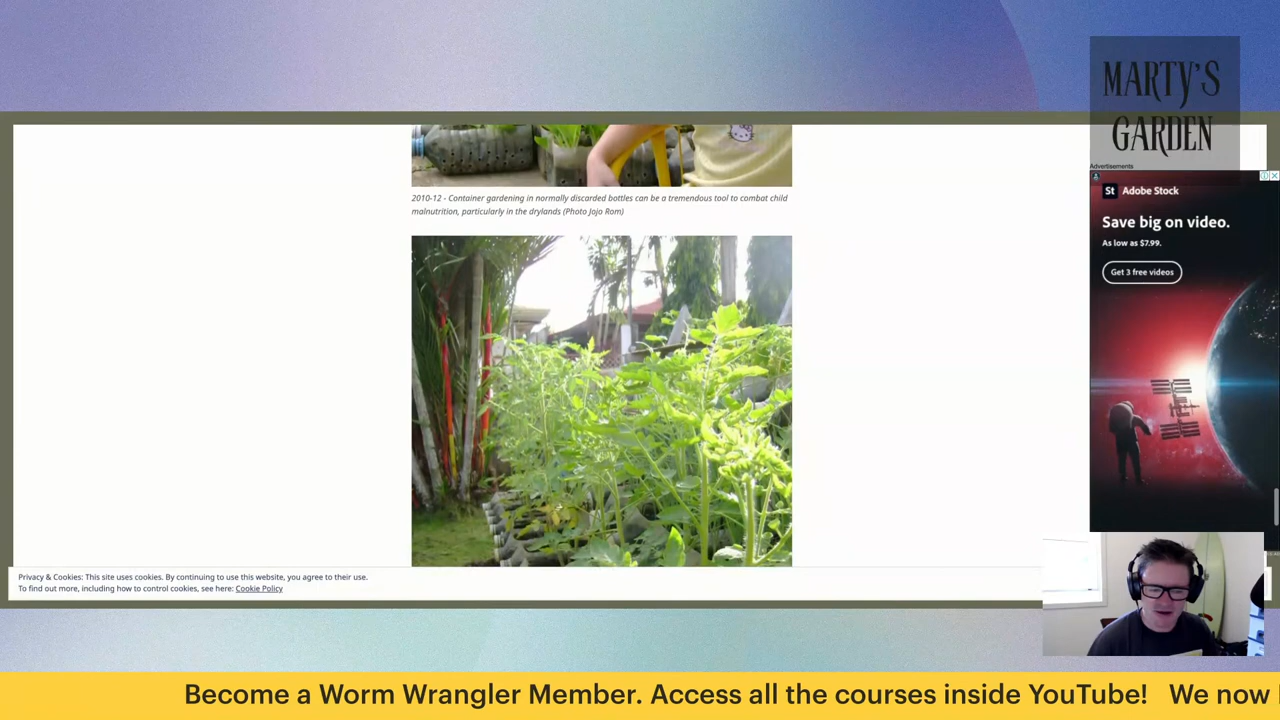 MARTY'S
GARDEN
Advertisements
St Adobe Stock
Save big on video.
As low as $7.99.
Get 3 free videos
2010-12 - Container gardening in normally discarded bottles can be a tremendous tool to combat child
malnutrition, particularly in the drylands (Photo Jojo Rom)
Privacy & Cookies: This site uses cookies. By continuing to use this website, you agree to their use.
To find out more, including how to control cookies, see here: Cookie Policy
Become a Worm Wrangler Member. Access all the courses inside YouTube! We now